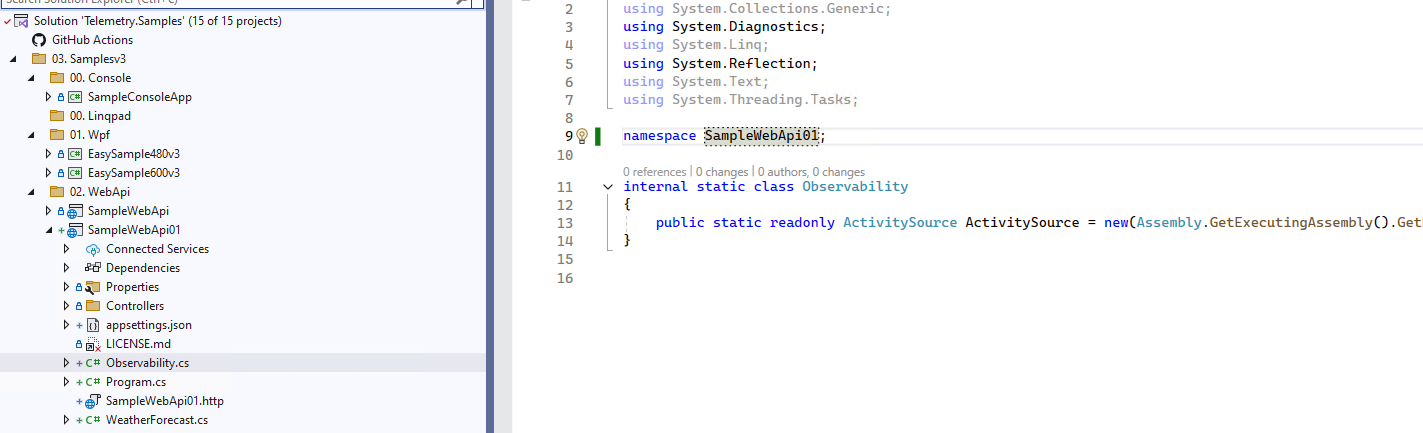 Search Solution Explorer (Ctrl+ç)
Solution 'Telemetry.Samples' (15 of 15 projects)
GitHub Actions
03. Samplesv3
00. Console
SampleConsoleApp
00. Linqpad
01. Wpf
EasySample480v3
EasySample600v3
02. WebApi
SampleWebApi
SampleWebApi01
Connected Services
Dependencies
Properties
Controllers
appsettings.json
LICENSE.md
C# Observability.cs
C# Program.cs
SampleWebApi01.http
C# WeatherForecast.cs
2 using System.Collections.Generic;
3 using System.Diagnostics;
4 using System.Linq;
5 using System.Reflection;
6 using System.Text;
7 using System.Threading.Tasks;
8
9 namespace SampleWebApi01;
10
0 references | 0 changes | 0 authors, 0 changes
11 internal static class Observability
12 {
13 public static readonly ActivitySource ActivitySource = new(Assembly.GetExecutingAssembly().Get
14 }
15
16